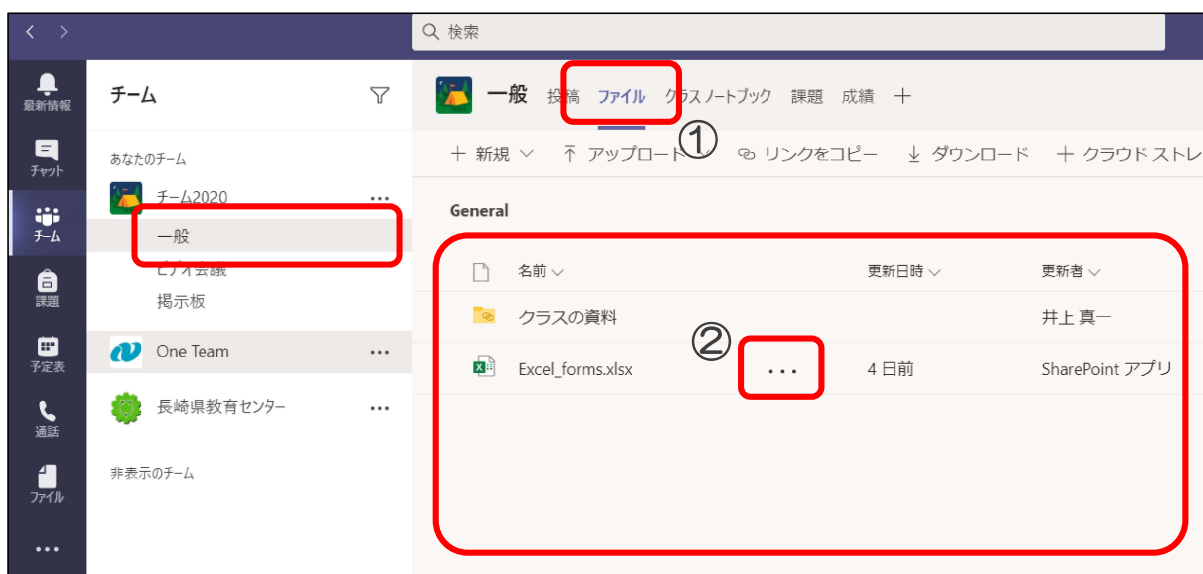 検索
最新情報
チャット
チーム
課題
予定表
通話
ファイル
チーム
あなたのチーム
チーム2020
一般
ビデオ会議
掲示板
One Team
長崎県教育センター
非表示のチーム
一般 投稿 ファイル クラス ノートブック 課題 成績 ＋
①
＋ 新規 アップロード リンクをコピー ダウンロード ＋ クラウド ストレ
General
名前 更新日時 更新者
クラスの資料 井上 真一
②
Excel_forms.xlsx ... 4 日前 SharePoint アプリ